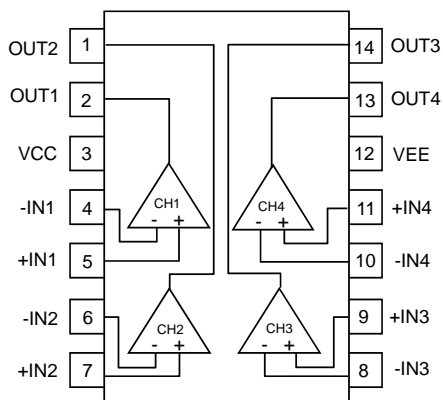 OUT2 1 14 OUT3
OUT1 2 13 OUT4
VCC 3 12 VEE
-IN1 4 CH1 CH4 11 +IN4
- + - +
+IN1 5 10 -IN4
-IN2 6 CH2 CH3 9 +IN3
- + - +
+IN2 7 8 -IN3